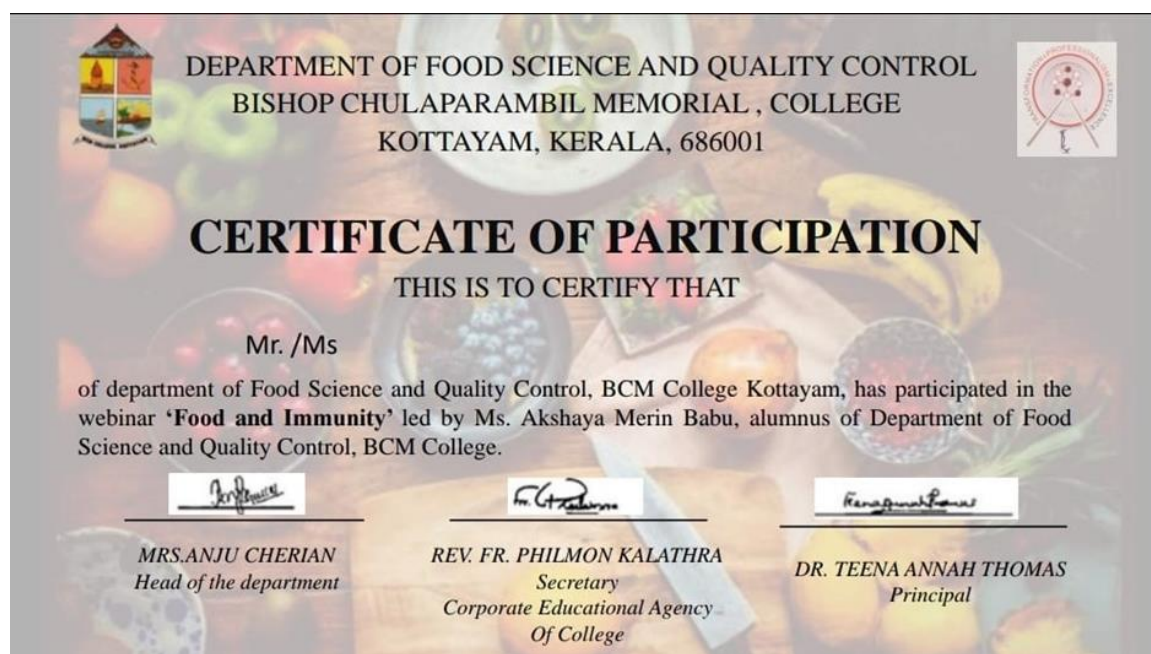 DEPARTMENT OF FOOD SCIENCE AND QUALITY CONTROL
BISHOP CHULAPARAMBIL MEMORIAL , COLLEGE
KOTTAYAM, KERALA, 686001
CERTIFICATE OF PARTICIPATION
THIS IS TO CERTIFY THAT
Mr. /Ms
of department of Food Science and Quality Control, BCM College Kottayam, has participated in the
webinar ‘Food and Immunity’ led by Ms. Akshaya Merin Babu, alumnus of Department of Food
Science and Quality Control, BCM College.
MRS.ANJU CHERIAN
Head of the department
REV. FR. PHILMON KALATHRA
Secretary
Corporate Educational Agency
Of College
DR. TEENA ANNAH THOMAS
Principal